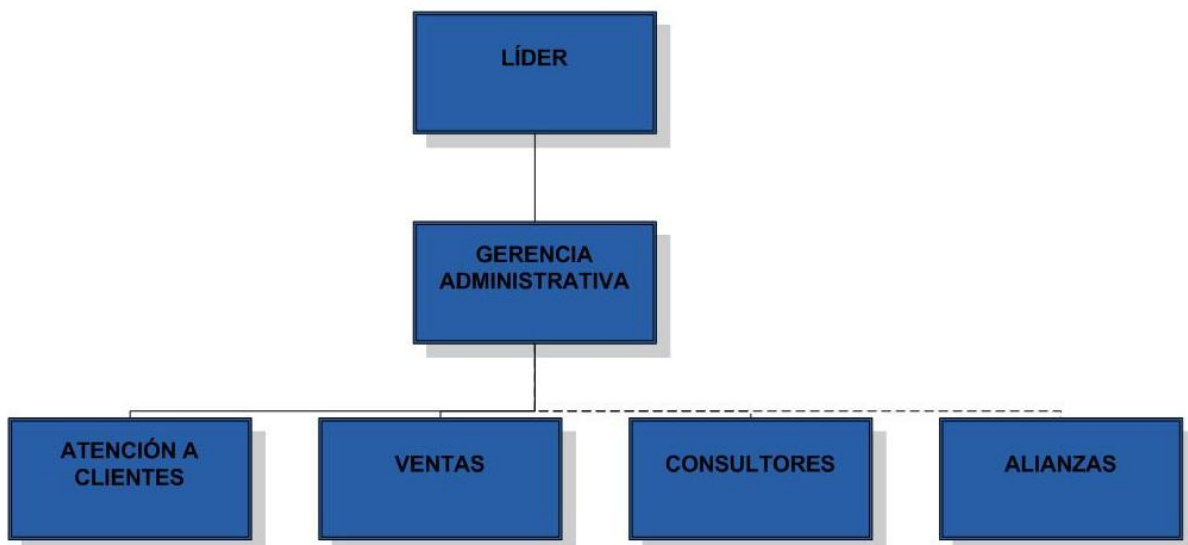 LÍDER
GERENCIA
ADMINISTRATIVA
ATENCIÓN A
CLIENTES
VENTAS
CONSULTORES
ALIANZAS